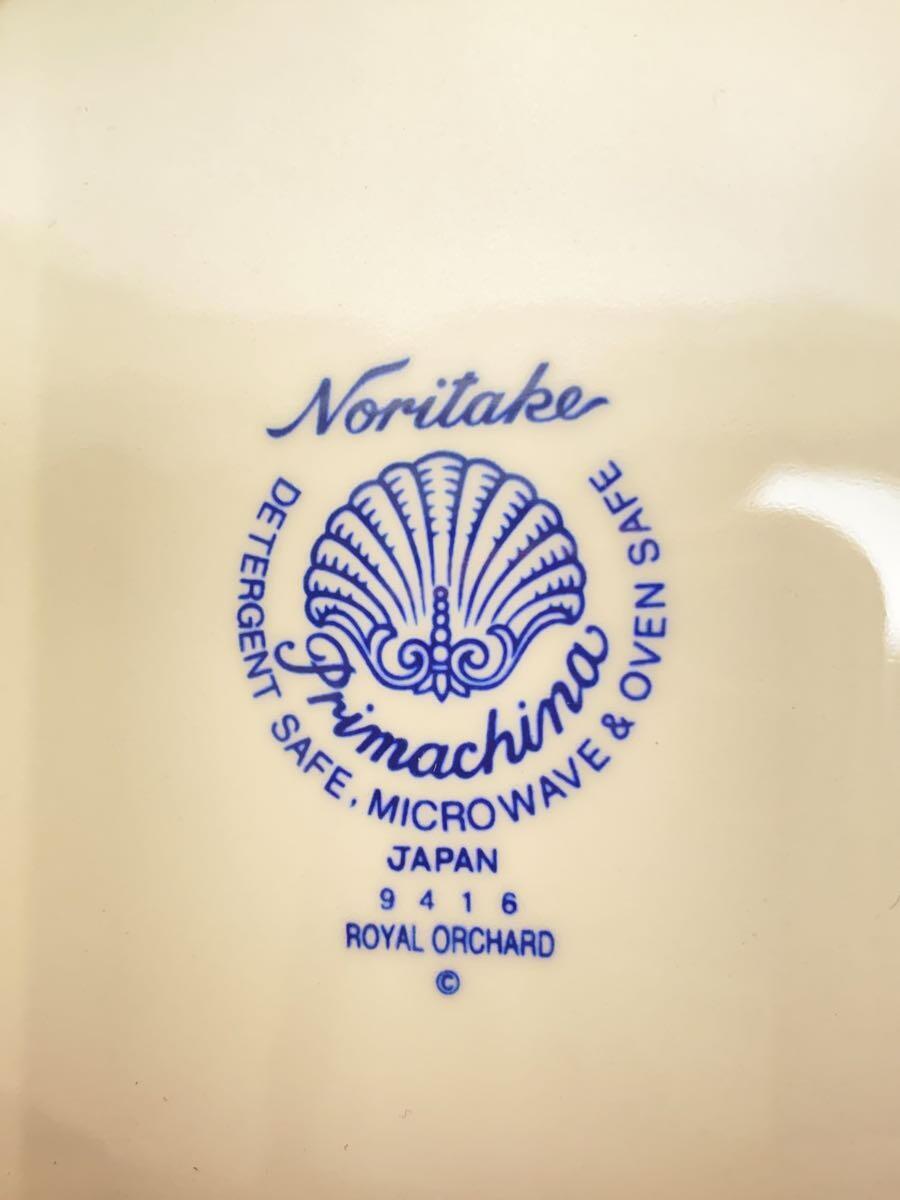 Noritake
Primachina
DETERGENT SAFE, MICROWAVE & OVEN SAFE
JAPAN
9416
ROYAL ORCHARD
©